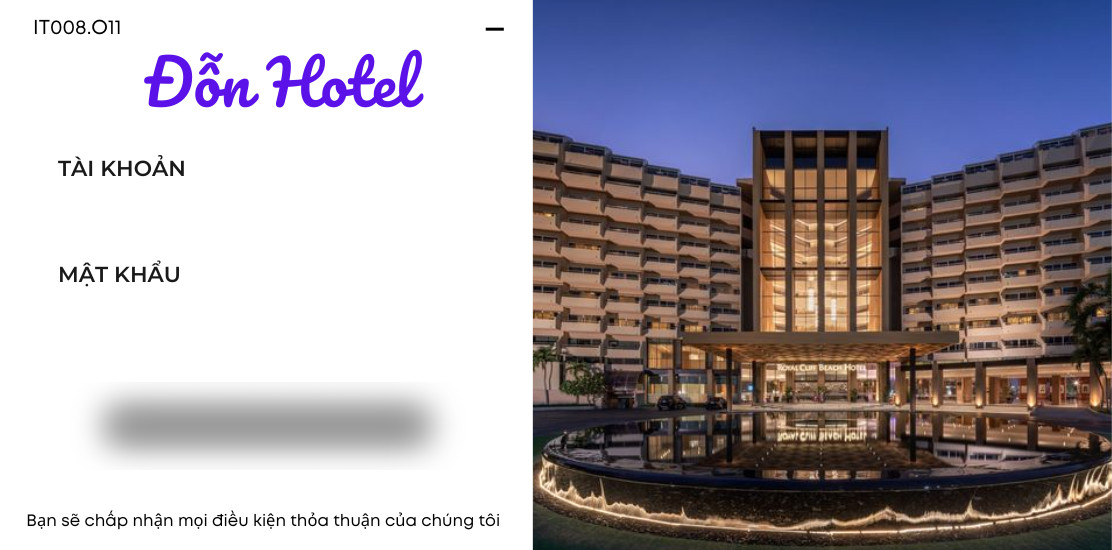 IT008.O11
Đỗn Hotel
TÀI KHOẢN
MẬT KHẨU
Bạn sẽ chấp nhận mọi điều kiện thỏa thuận của chúng tôi
ROYAL CLIFF BEACH HOTEL